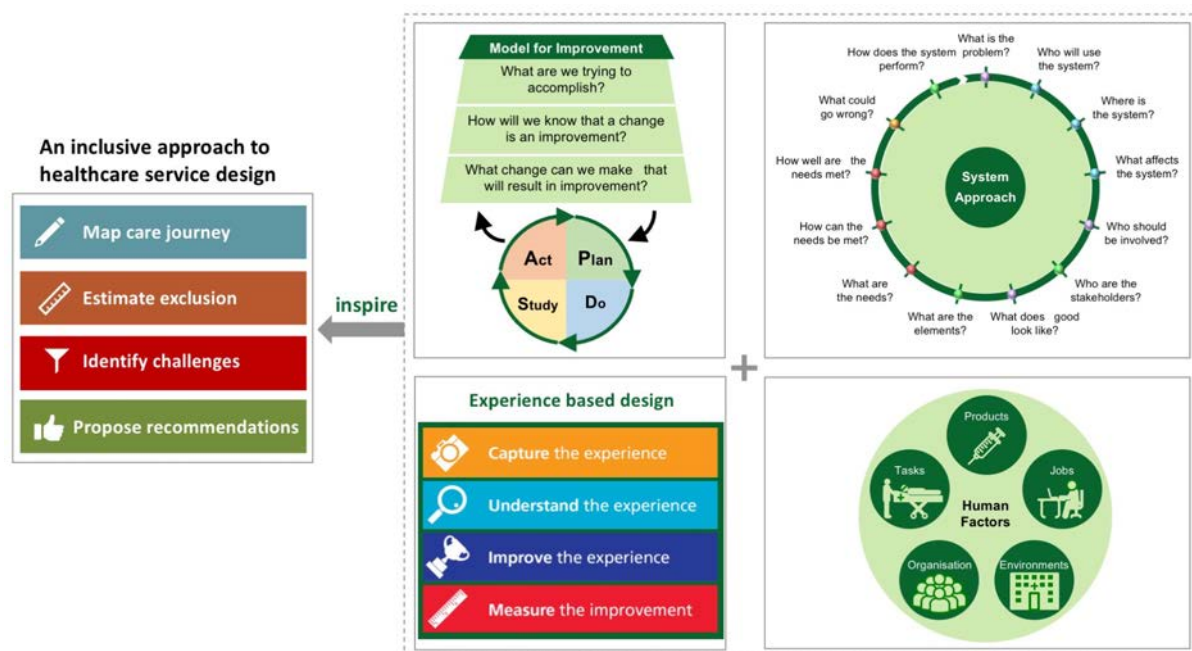 An inclusive approach to
healthcare service design
Map care journey
Estimate exclusion
Identify challenges
Propose recommendations
inspire
Model for Improvement
What are we trying to
accomplish?
How will we know that a change
is an improvement?
What change can we make that
will result in improvement?
Act
Plan
Study
Do
What is the
problem?
Who will use
the system?
Where is
the system?
What affects
the system?
Who should
be involved?
Who are the
stakeholders?
What does good
look like?
What are the
elements?
What are
the needs?
How can the
needs be met?
How well are the
needs met?
What could
go wrong?
How does the system
perform?
System
Approach
+
Experience based design
Capture the experience
Understand the experience
Improve the experience
Measure the improvement
Products
Tasks
Jobs
Human
Factors
Organisation
Environments